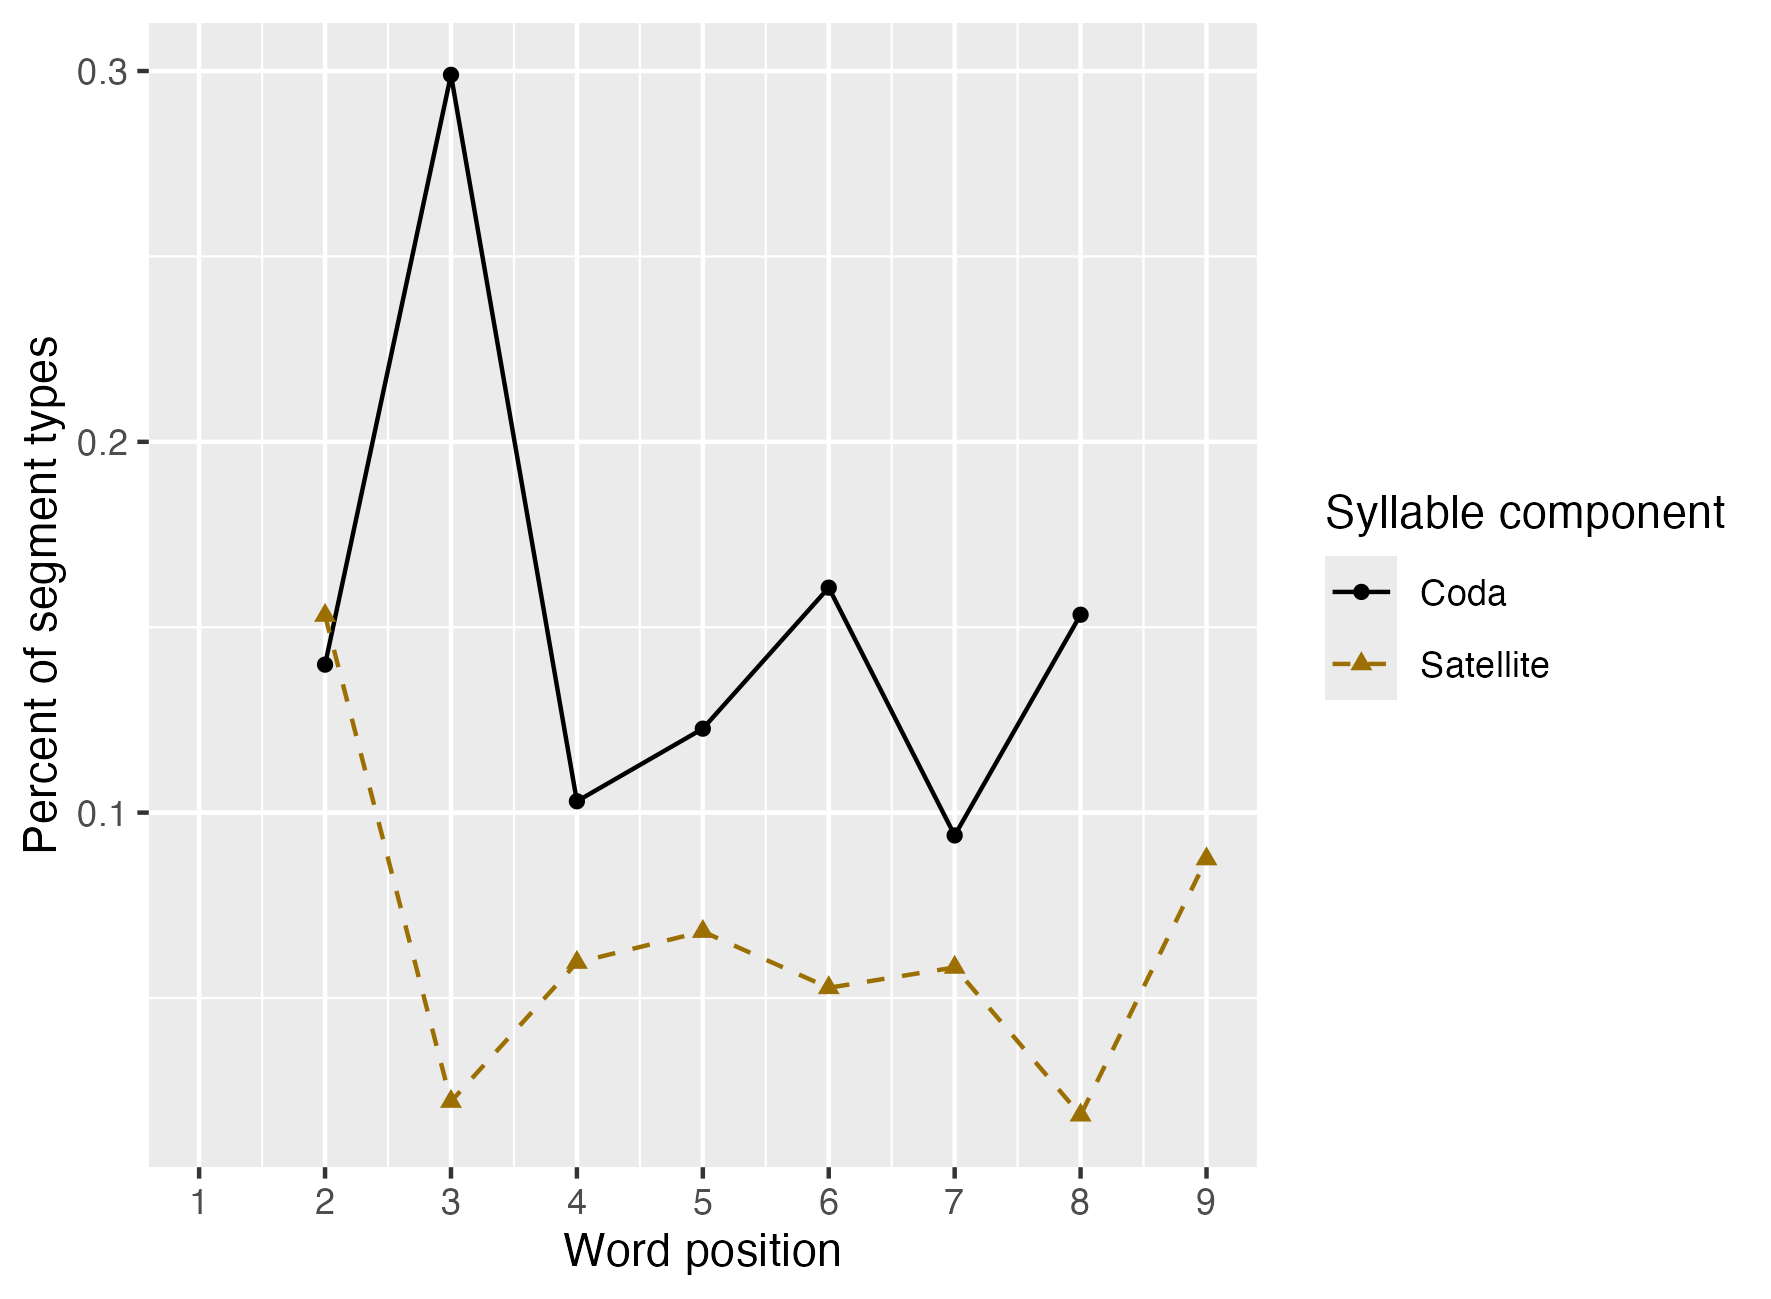 Percent of segment types
0.3
0.2
0.1
1 2 3 4 5 6 7 8 9
Word position
Syllable component
Coda
Satellite